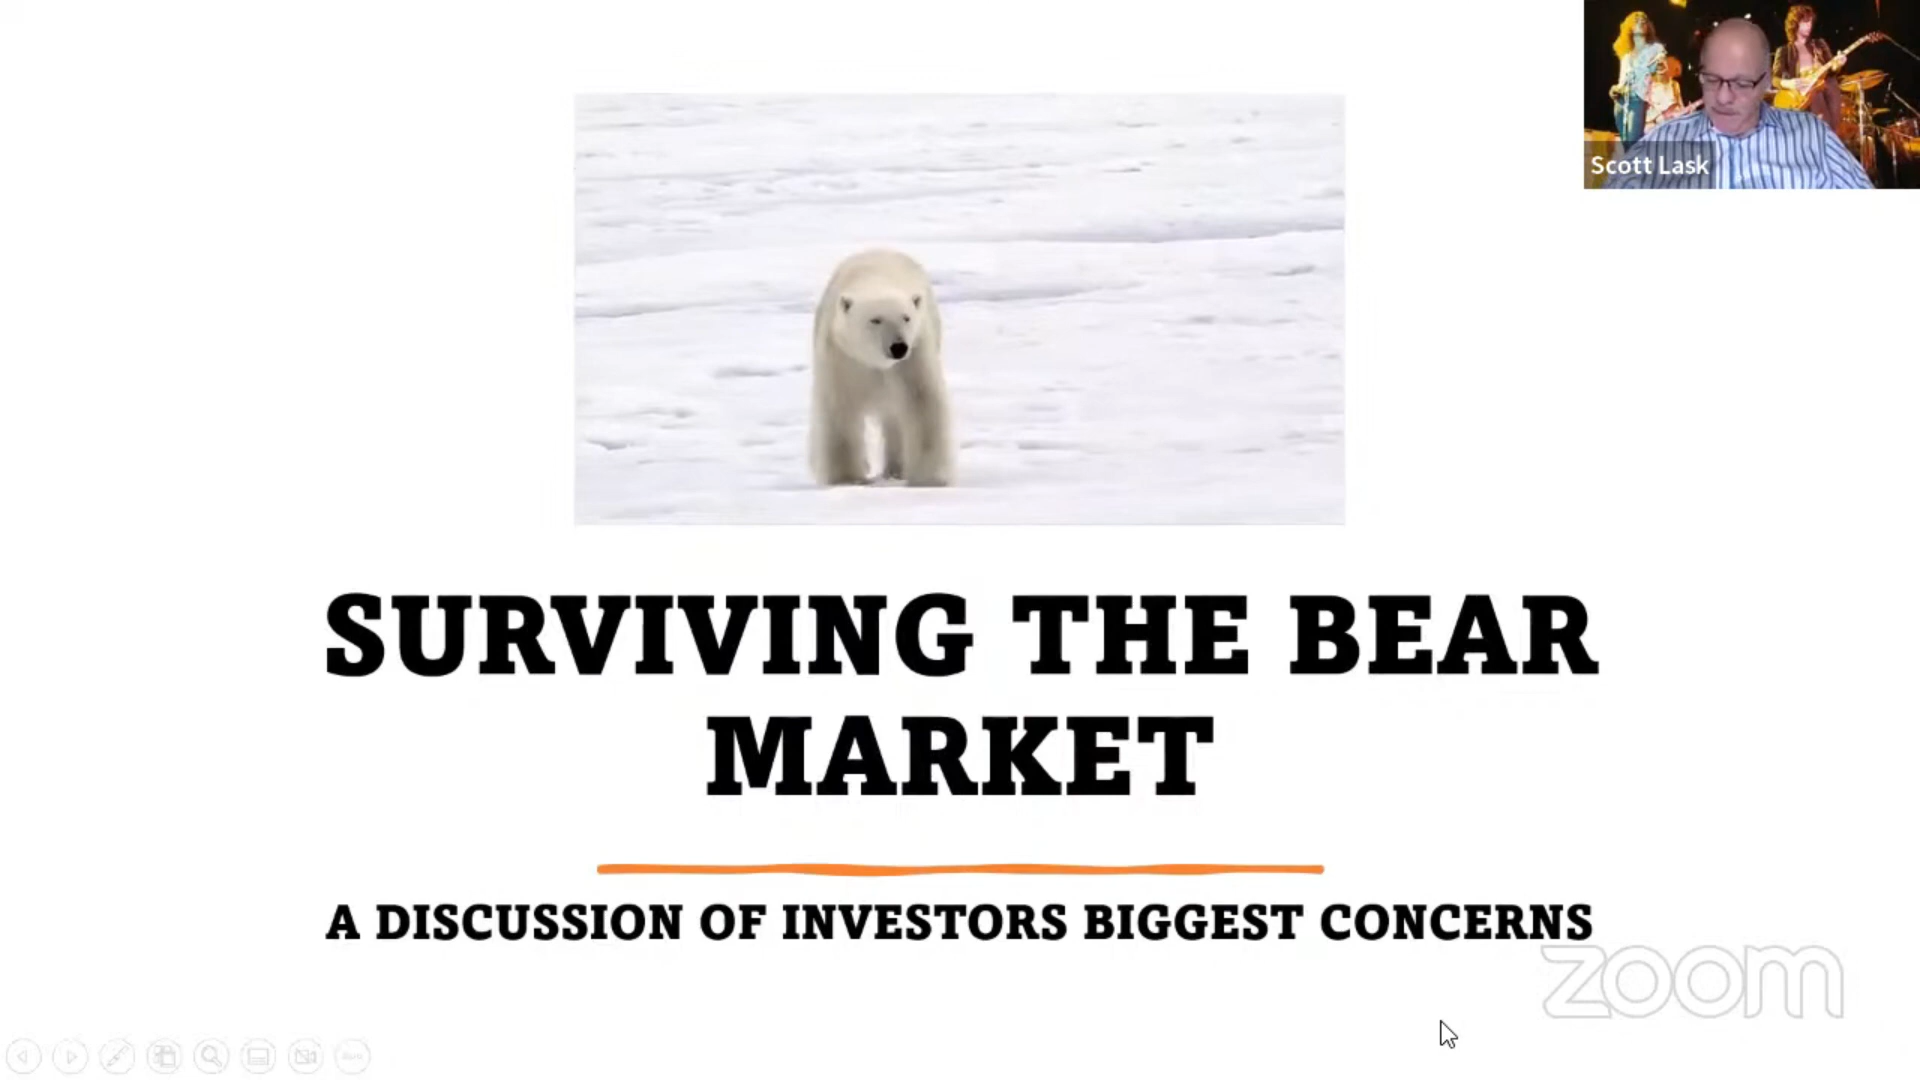 Scott Lask
SURVIVING THE BEAR
MARKET
A DISCUSSION OF INVESTORS BIGGEST CONCERNS
zoom